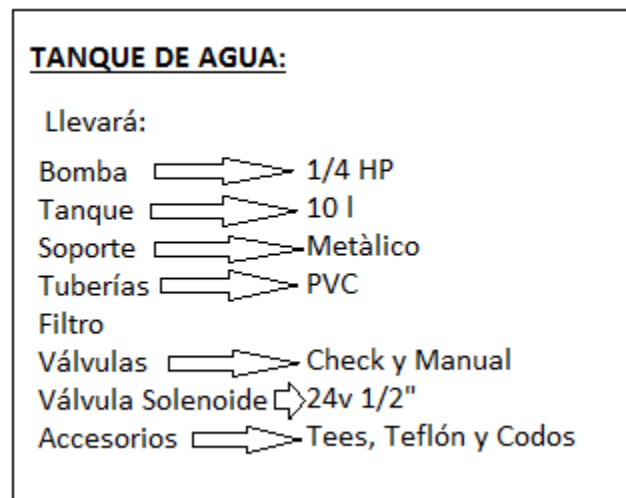 TANQUE DE AGUA:
Llevará:
Bomba 1/4 HP
Tanque 10 l
Soporte Metàlico
Tuberías PVC
Filtro
Válvulas Check y Manual
Válvula Solenoide 24v 1/2"
Accesorios Tees, Teflón y Codos